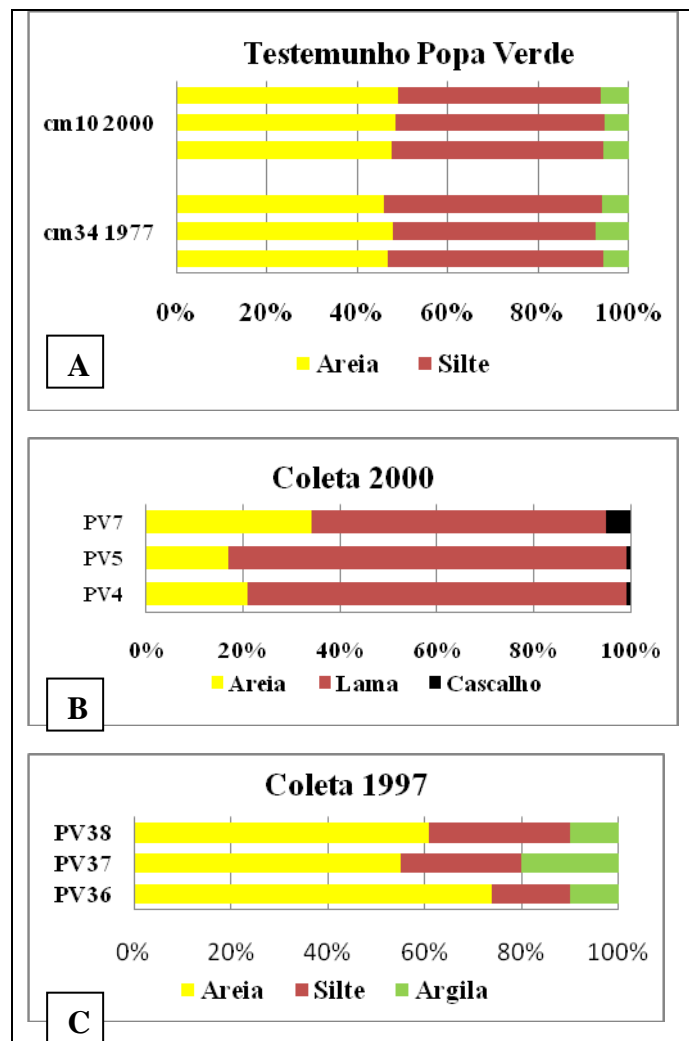 Testemunho Popa Verde
cm10 2000
cm34 1977
0% 20% 40% 60% 80% 100%
Areia Silte
A
Coleta 2000
PV7
PV5
PV4
0% 20% 40% 60% 80% 100%
Areia Lama Cascalho
B
Coleta 1997
PV38
PV37
PV36
0% 20% 40% 60% 80% 100%
Areia Silte Argila
C